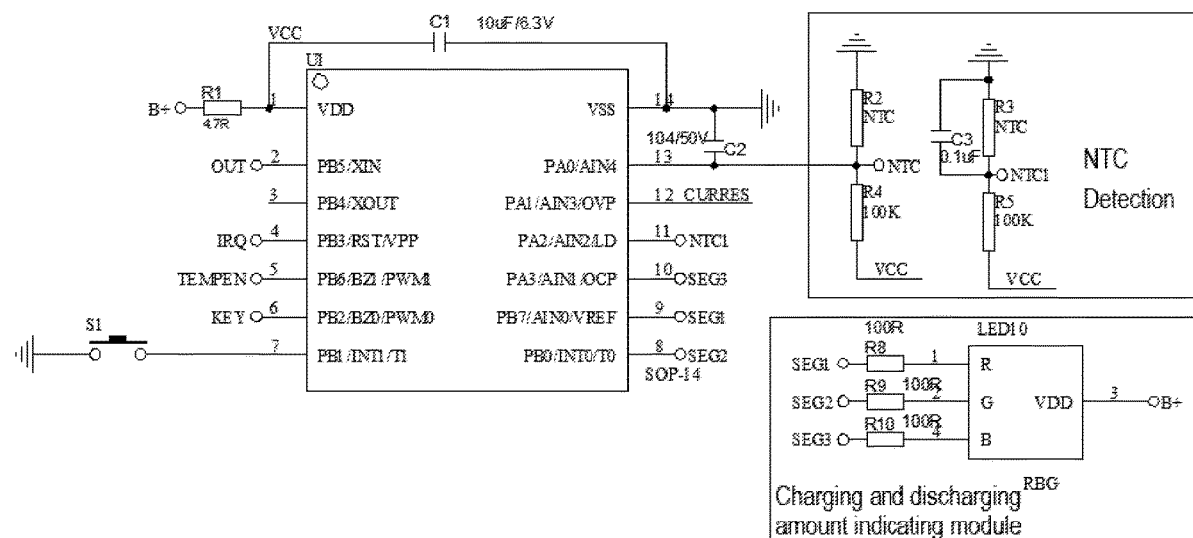 C1 10uF/6.3V
VCC
U1
B+ R1 4.7R 1 VDD VSS 14
104/50V C2
OUT 2 PB5/XIN PA0/AIN4 13
3 PB4/XOUT PA1/AIN3/OVP 12 CURRES
IRQ 4 PB3/RST/VPP PA2/AIN2/LD 11 NTC1
TEMPEN 5 PB6/BZ1/PWM1 PA3/AIN1/OCP 10 SEG3
KEY 6 PB2/BZ0/PWM0 PB7/AIN0/VREF 9 SEG1
S1 7 PB1/INT1/T1 PB0/INT0/T0 8 SEG2
SOP-14
R2 NTC
R3 NTC
C3 0.1uF
NTC
NTC1
R4 100K
R5 100K
VCC
VCC
NTC
Detection
100R LED10
SEG1 R8 1 R
SEG2 R9 100R 2 G VDD 3 B+
SEG3 R10 100R 4 B
RBG
Charging and discharging
amount indicating module